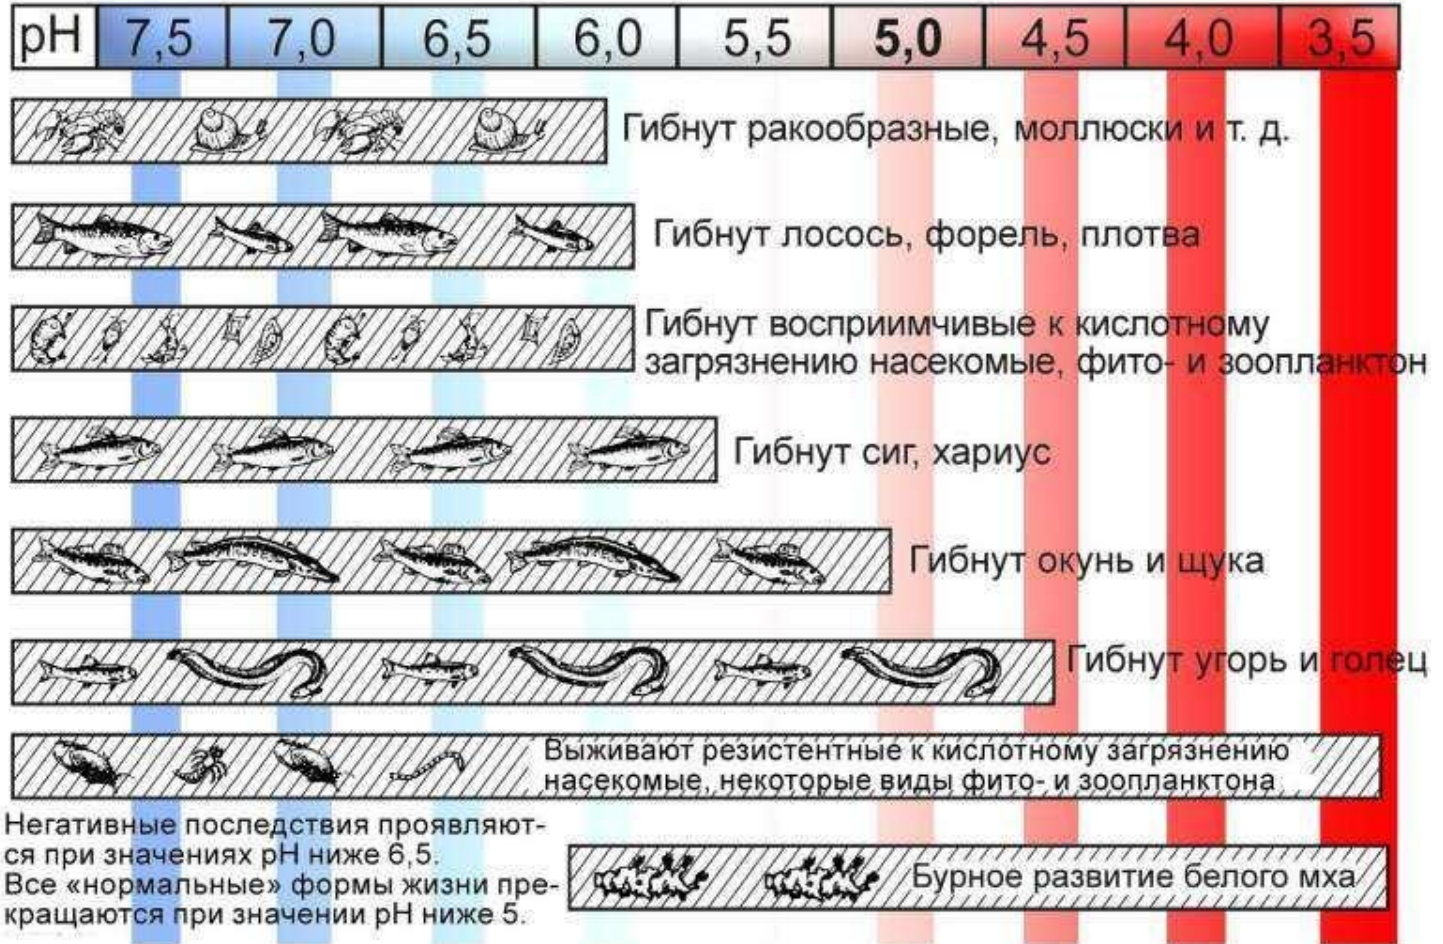 pH 7,5 7,0 6,5 6,0 5,5 5,0 4,5 4,0 3,5
Гибнут ракообразные, моллюски и т. д.
Гибнут лосось, форель, плотва
Гибнут восприимчивые к кислотному
загрязнению насекомые, фито- и зоопланктон
Гибнут сиг, хариус
Гибнут окунь и щука
Гибнут угорь и голец
Выживают резистентные к кислотному загрязнению
насекомые, некоторые виды фито- и зоопланктона
Негативные последствия проявляют-
ся при значениях pH ниже 6,5.
Все «нормальные» формы жизни пре-
кращаются при значении pH ниже 5.
Бурное развитие белого мха